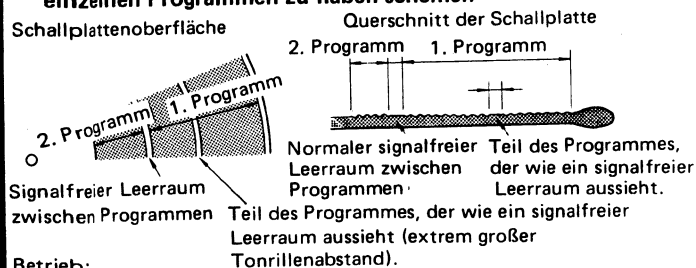 einzelnen Programmen zu haben scheinen
Schallplattenoberfläche
Querschnitt der Schallplatte
2. Programm
1. Programm
2. Programm
1. Programm
Signalfreier Leerraum
zwischen Programmen
Normaler signalfreier
Leerraum zwischen
Programmen
Teil des Programmes,
der wie ein signalfreier
Leerraum aussieht.
Teil des Programmes, der wie ein signalfreier
Leerraum aussieht (extrem großer
Tonrillenabstand).
Betrieb: